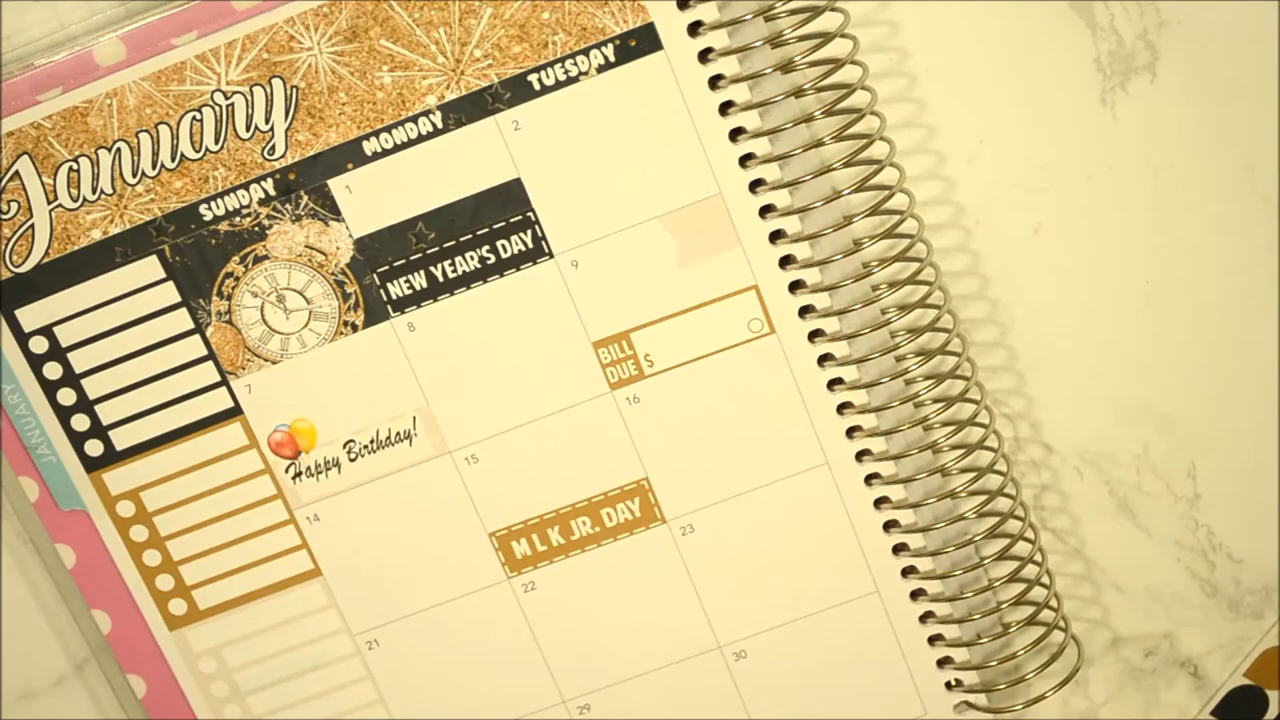 January
SUNDAY MONDAY TUESDAY
1 2
NEW YEAR'S DAY
7 8 9
BILL
DUE $
Happy Birthday!
14 15 16
M L K JR. DAY
21 22 23
29 30
JANUARY